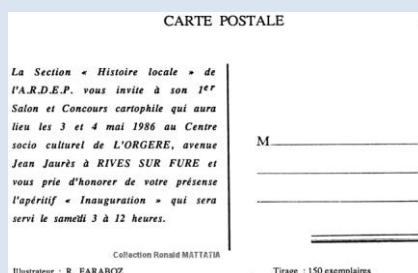 CARTE POSTALE
La Section « Histoire locale » de
l'A.R.D.E.P. vous invite à son 1er
Salon et Concours cartophile qui aura
lieu les 3 et 4 mai 1986 au Centre
socio culturel de L'ORGERE, avenue
Jean Jaurès à RIVES SUR FURE et
vous prie d'honorer de votre présense
l'apéritif « Inauguration » qui sera
servi le samedi 3 à 12 heures.
M
Collection Ronald MATTATIA
Illustrateur : R. FARABOZ
Tirage : 150 exemplaires